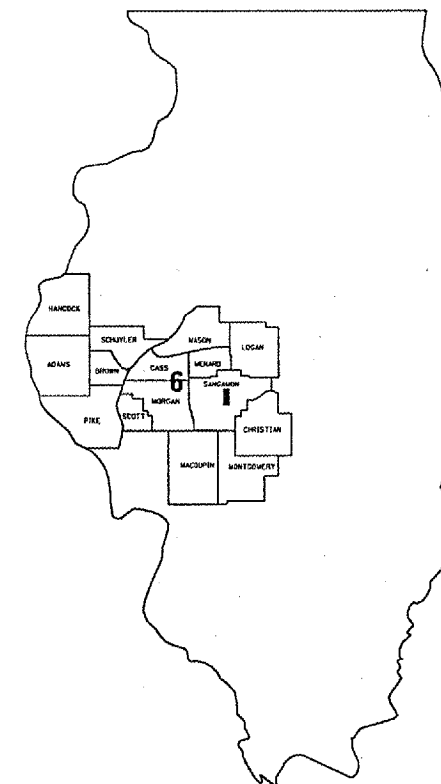 HANCOCK
SCHUYLER
MASON
LOGAN
ADAMS
BROWN
CASS
MENARD
6
SANGAMON
MORGAN
PIKE
SCOTT
CHRISTIAN
MACOUPIN
MONTGOMERY